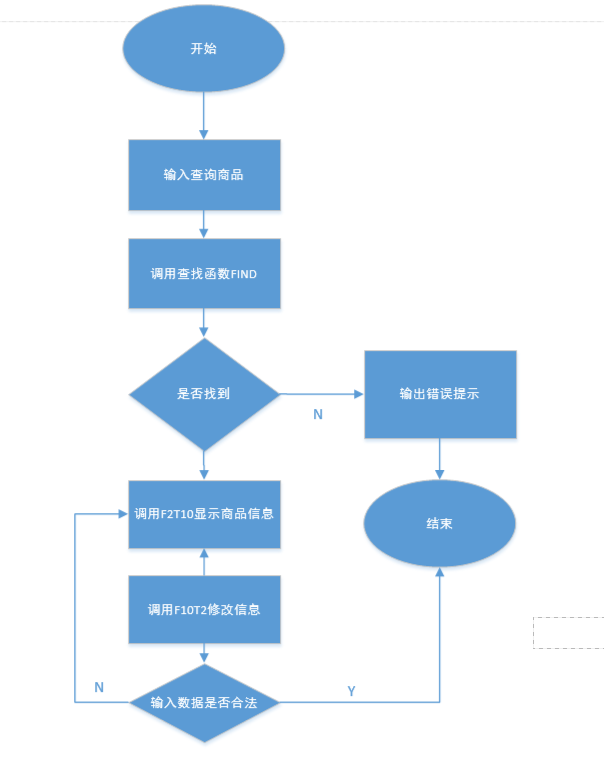 开始
输入查询商品
调用查找函数FIND
是否找到
输出错误提示
N
调用F2T10显示商品信息
结束
调用F10T2修改信息
N
输入数据是否合法
Y